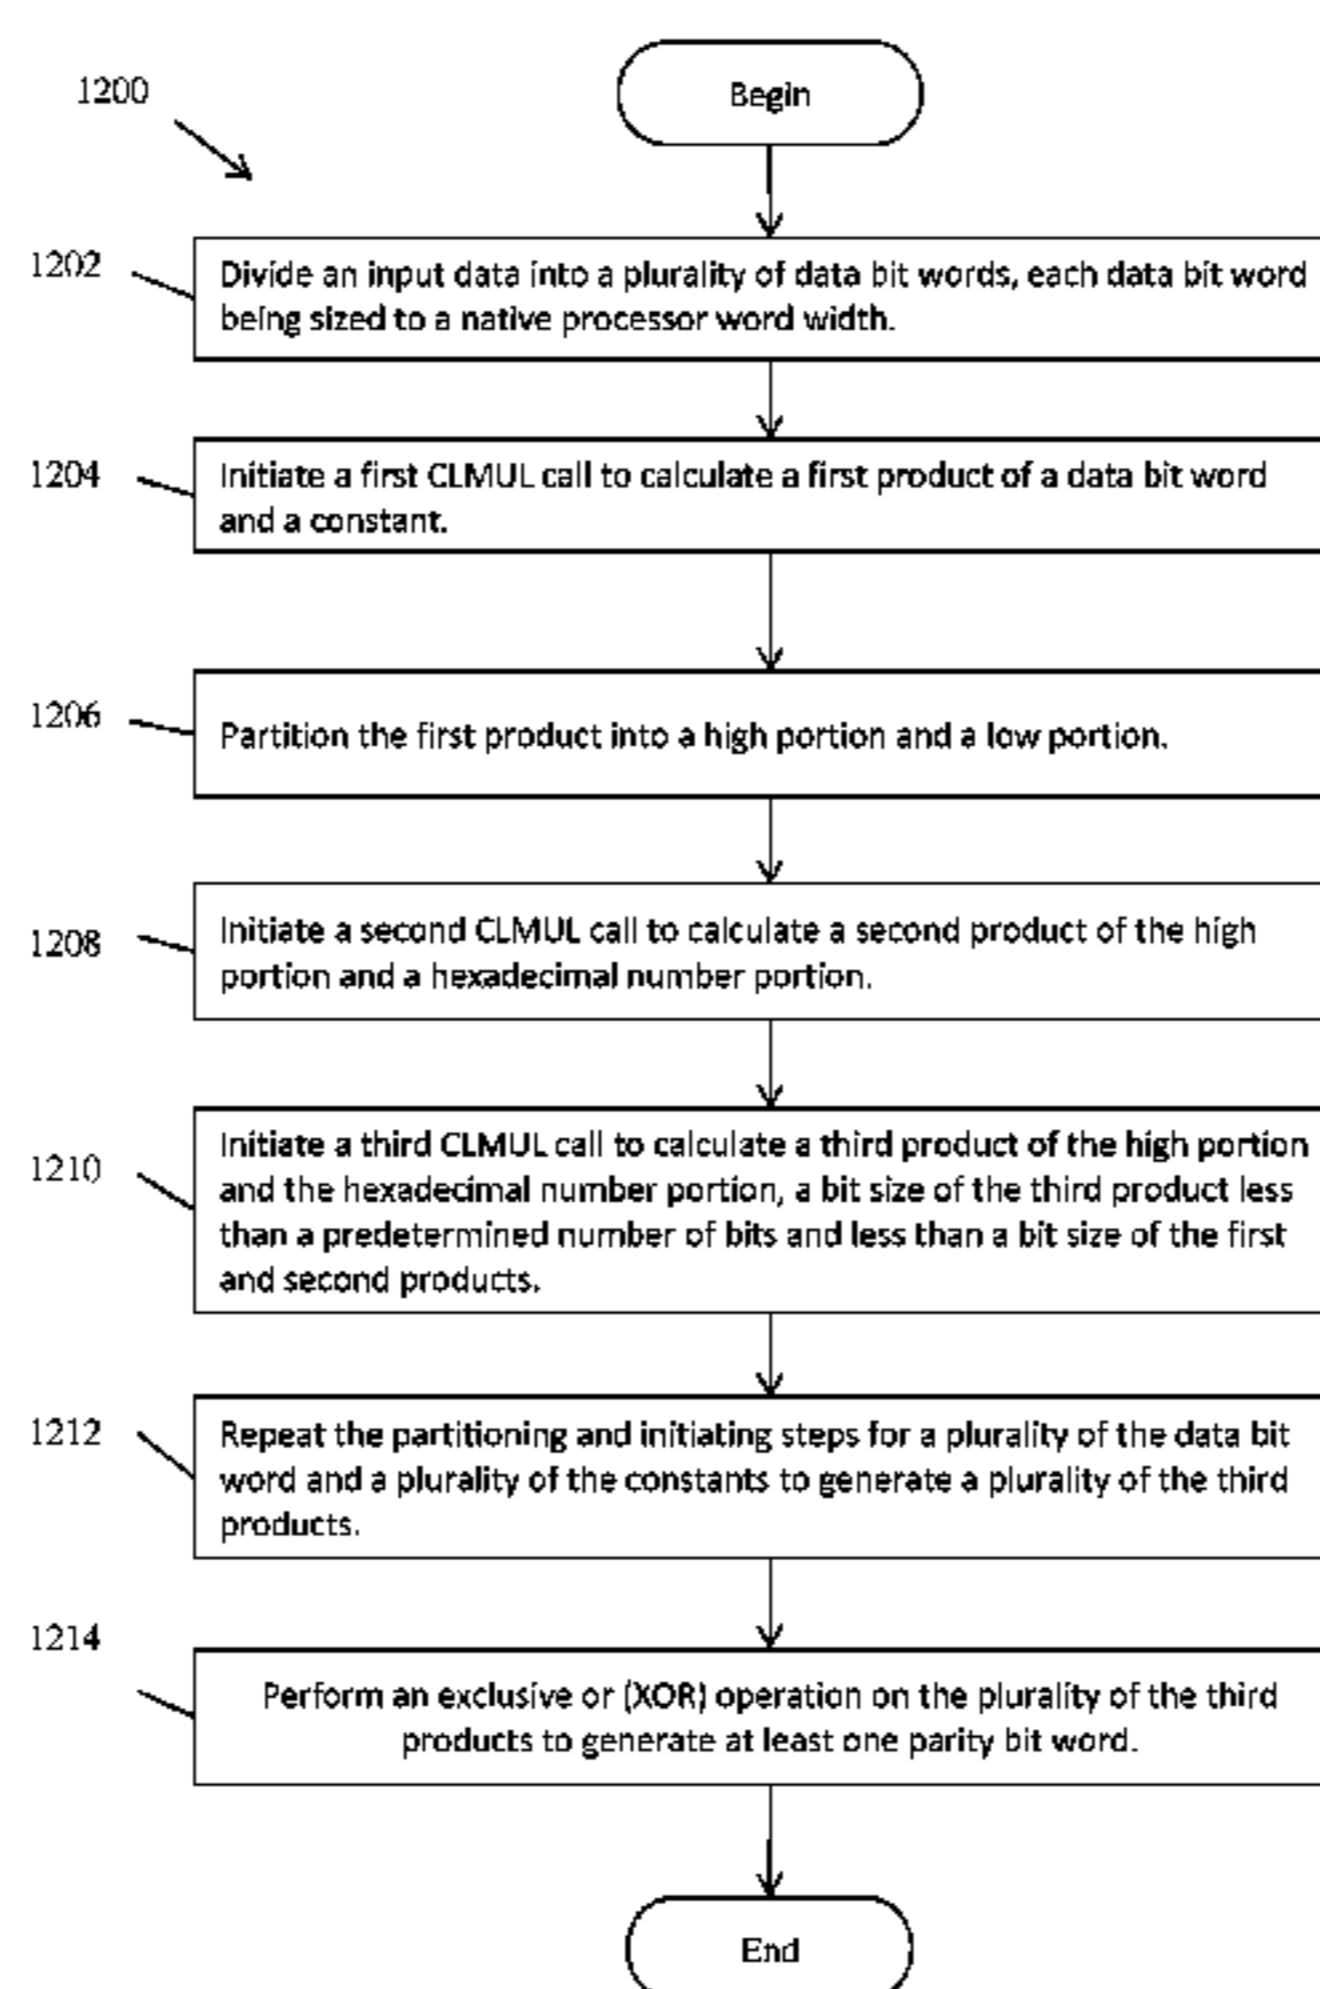 1200
Begin
1202
Divide an input data into a plurality of data bit words, each data bit word
being sized to a native processor word width.
1204
Initiate a first CLMUL call to calculate a first product of a data bit word
and a constant.
1206
Partition the first product into a high portion and a low portion.
1208
Initiate a second CLMUL call to calculate a second product of the high
portion and a hexadecimal number portion.
1210
Initiate a third CLMUL call to calculate a third product of the high portion
and the hexadecimal number portion, a bit size of the third product less
than a predetermined number of bits and less than a bit size of the first
and second products.
1212
Repeat the partitioning and initiating steps for a plurality of the data bit
word and a plurality of the constants to generate a plurality of the third
products.
1214
Perform an exclusive or (XOR) operation on the plurality of the third
products to generate at least one parity bit word.
End